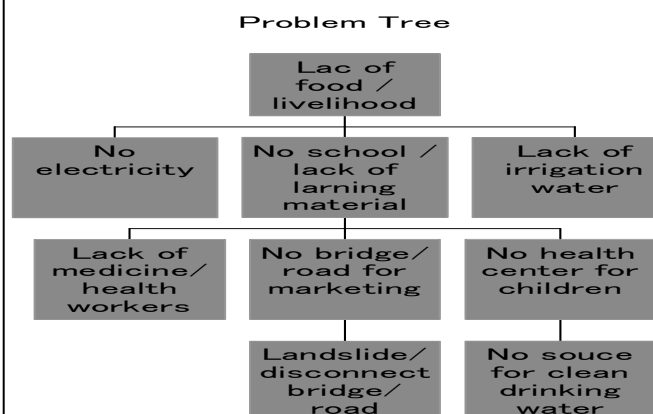 Problem Tree
Lac of
food /
livelihood
No
electricity
No school /
lack of
larning
material
Lack of
irrigation
water
Lack of
medicine/
health
workers
No bridge/
road for
marketing
No health
center for
children
Landslide/
disconnect
bridge/
road
No souce
for clean
drinking
water